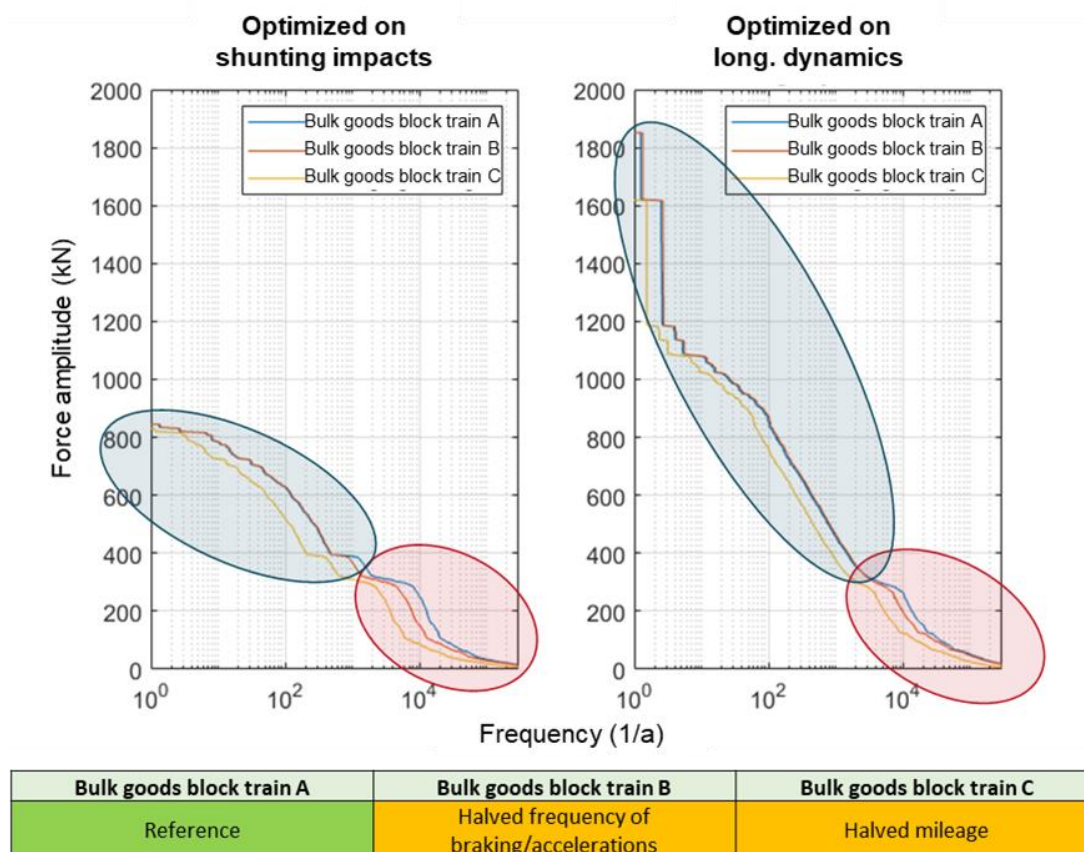 Optimized on
shunting impacts
Optimized on
long. dynamics
Force amplitude (kN)
2000
1800
1600
1400
1200
1000
800
600
400
200
0
Bulk goods block train A
Bulk goods block train B
Bulk goods block train C
10^0
10^2
10^4
2000
1800
1600
1400
1200
1000
800
600
400
200
0
Bulk goods block train A
Bulk goods block train B
Bulk goods block train C
10^0
10^2
10^4
Frequency (1/a)
Bulk goods block train A Bulk goods block train B Bulk goods block train C
Reference Halved frequency of braking/accelerations Halved mileage